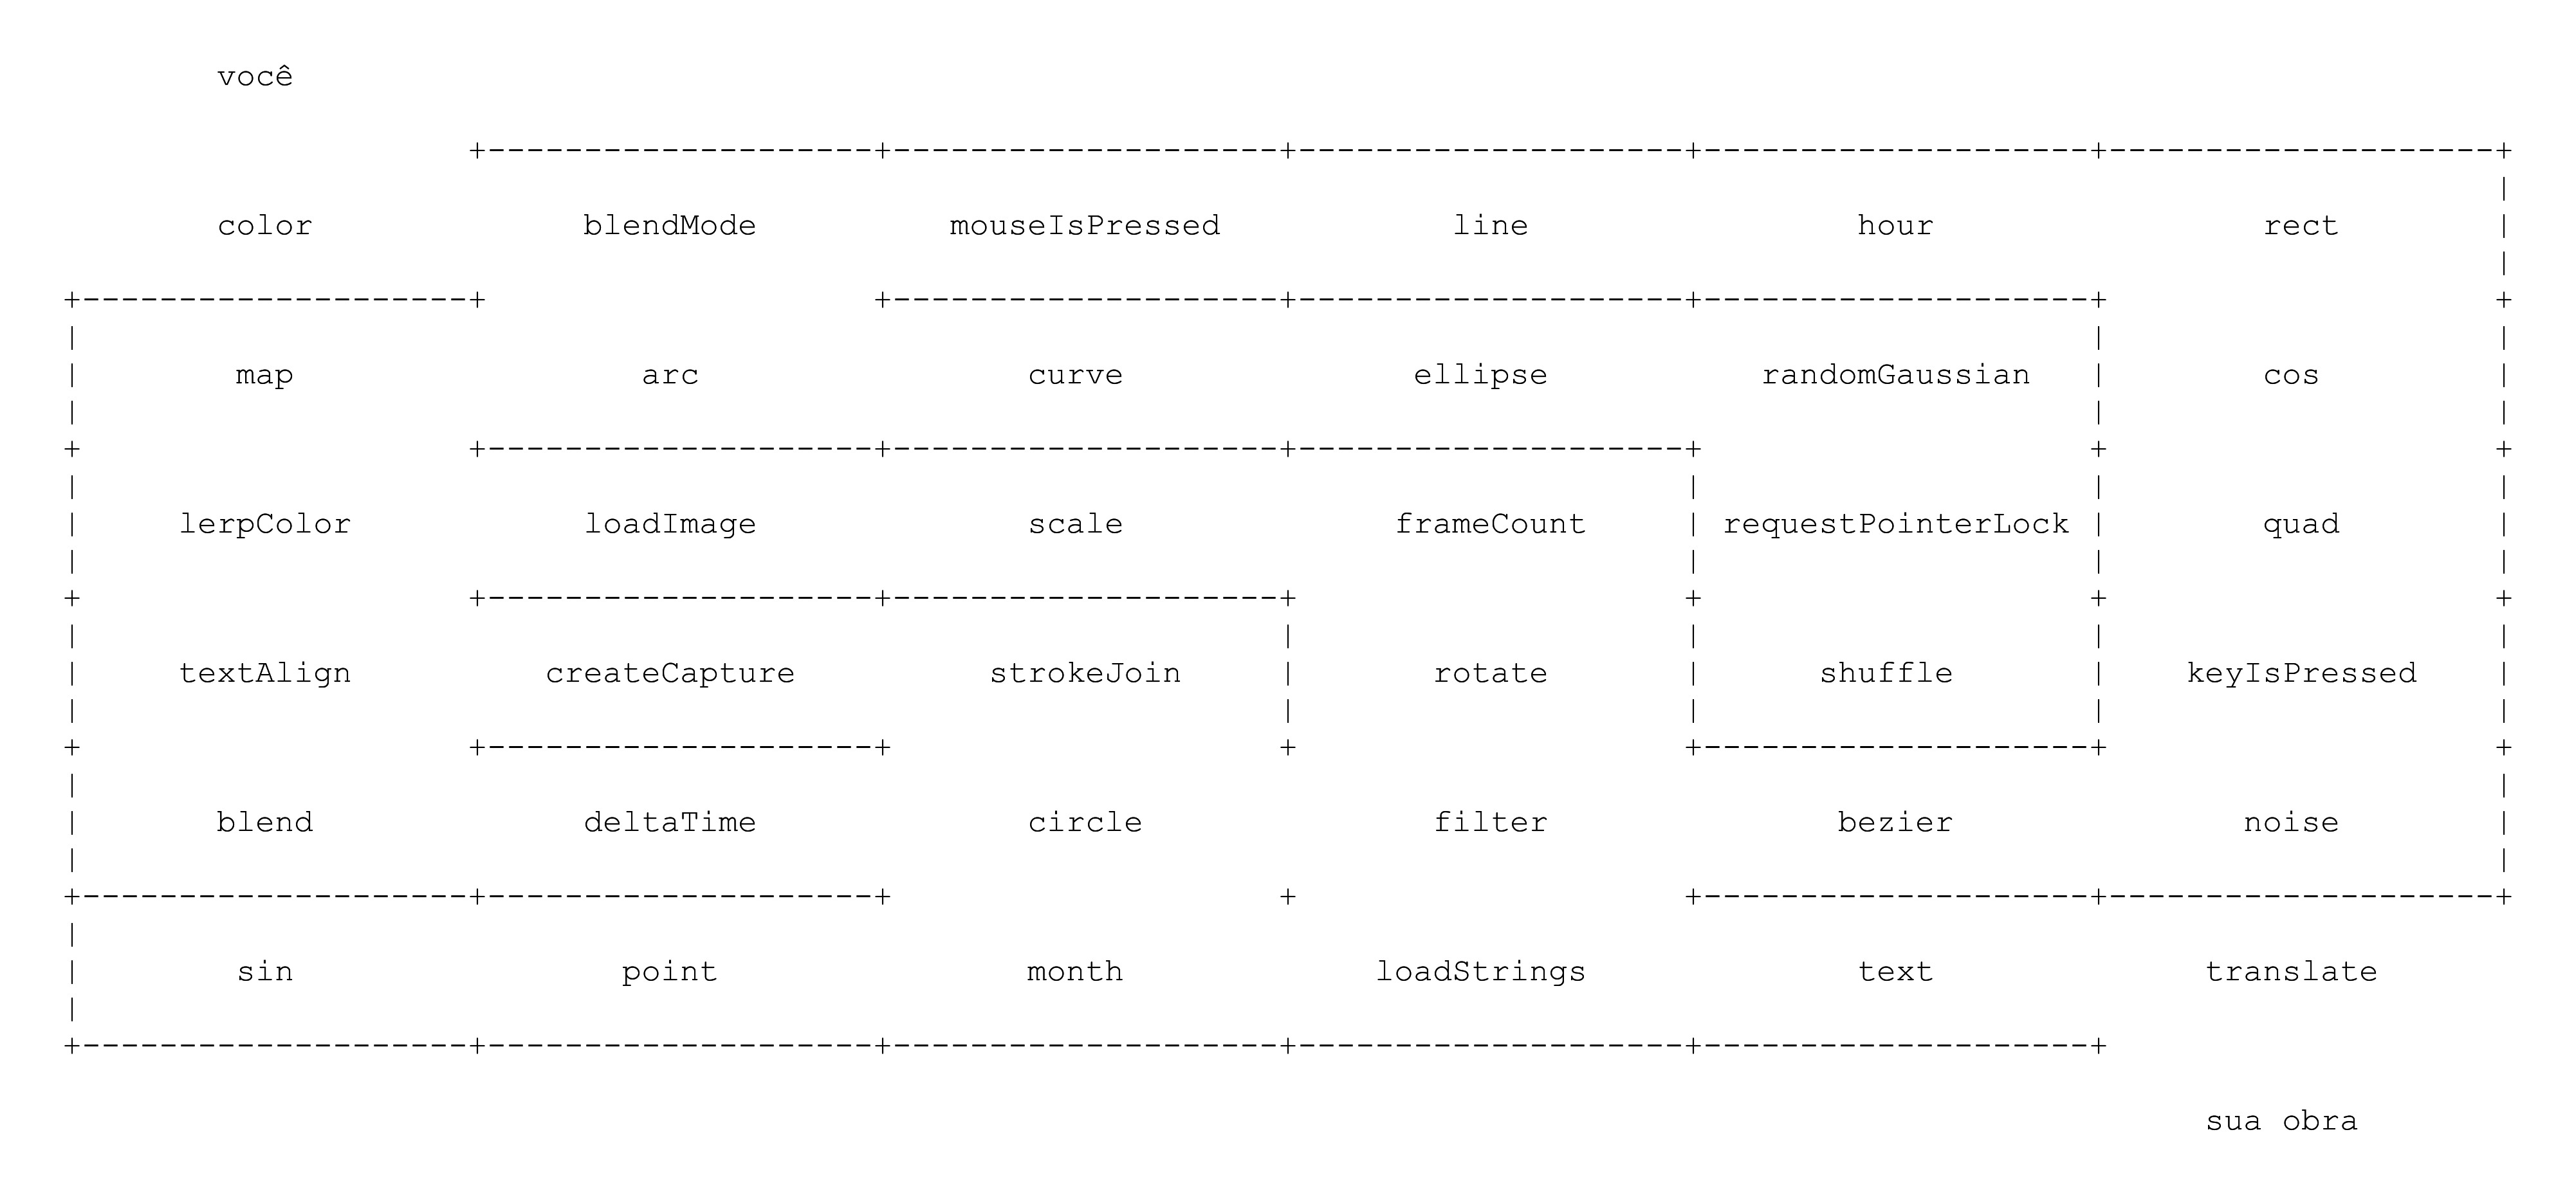 você
color blendMode mouseIsPressed line hour rect
map arc curve ellipse randomGaussian cos
lerpColor loadImage scale frameCount requestPointerLock quad
textAlign createCapture strokeJoin rotate shuffle keyIsPressed
blend deltaTime circle filter bezier noise
sin point month loadStrings text translate
sua obra